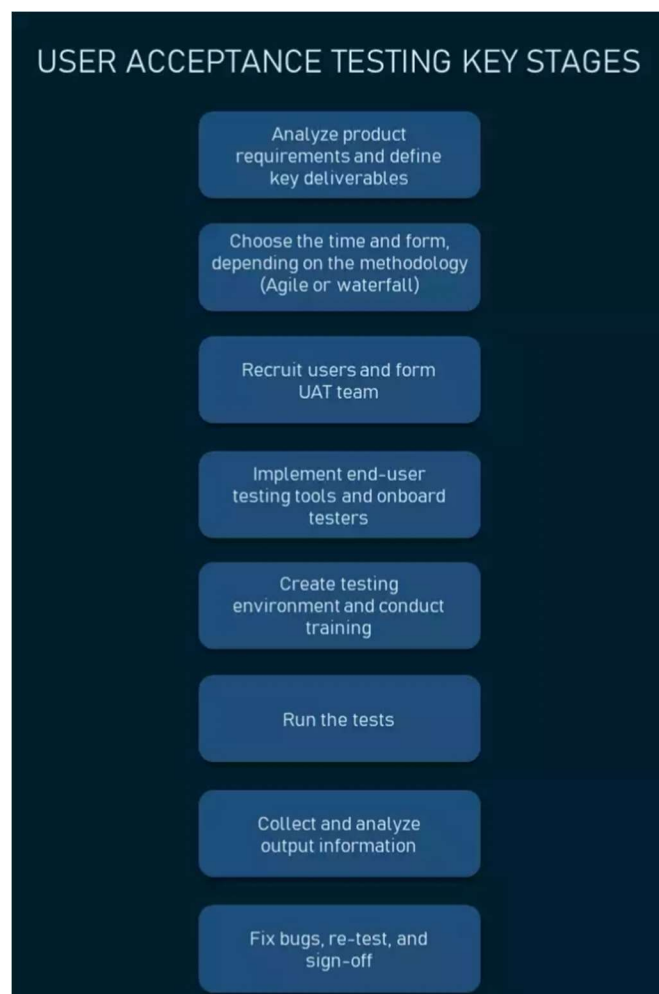 USER ACCEPTANCE TESTING KEY STAGES
Analyze product
requirements and define
key deliverables
Choose the time and form,
depending on the methodology
(Agile or waterfall)
Recruit users and form
UAT team
Implement end-user
testing tools and onboard
testers
Create testing
environment and conduct
training
Run the tests
Collect and analyze
output information
Fix bugs, re-test, and
sign-off